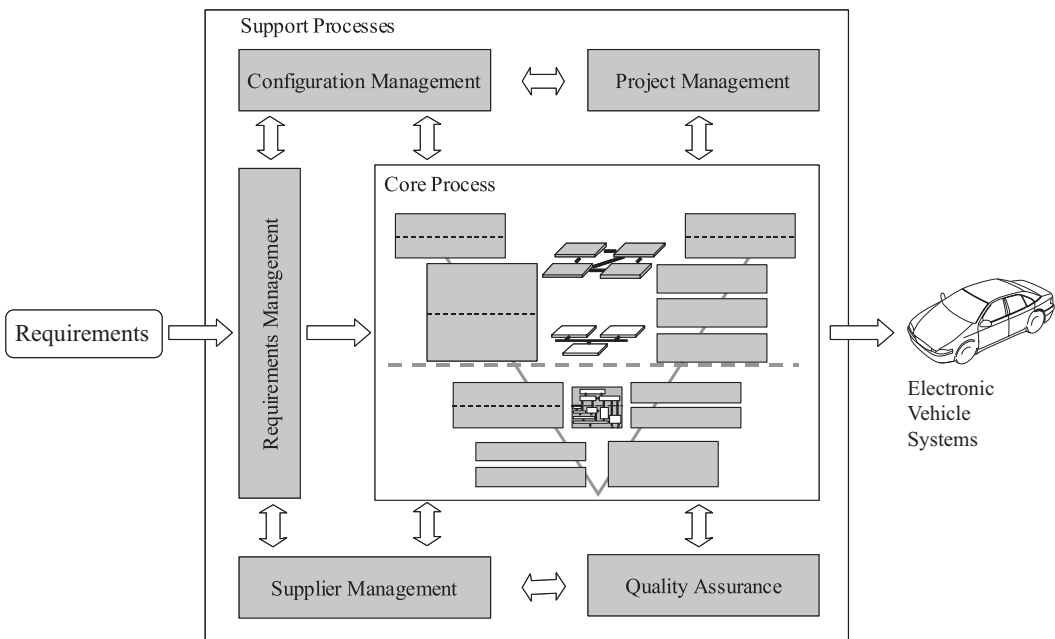 Support Processes
Configuration Management
Project Management
Core Process
Requirements Management
Requirements
Electronic
Vehicle
Systems
Supplier Management
Quality Assurance